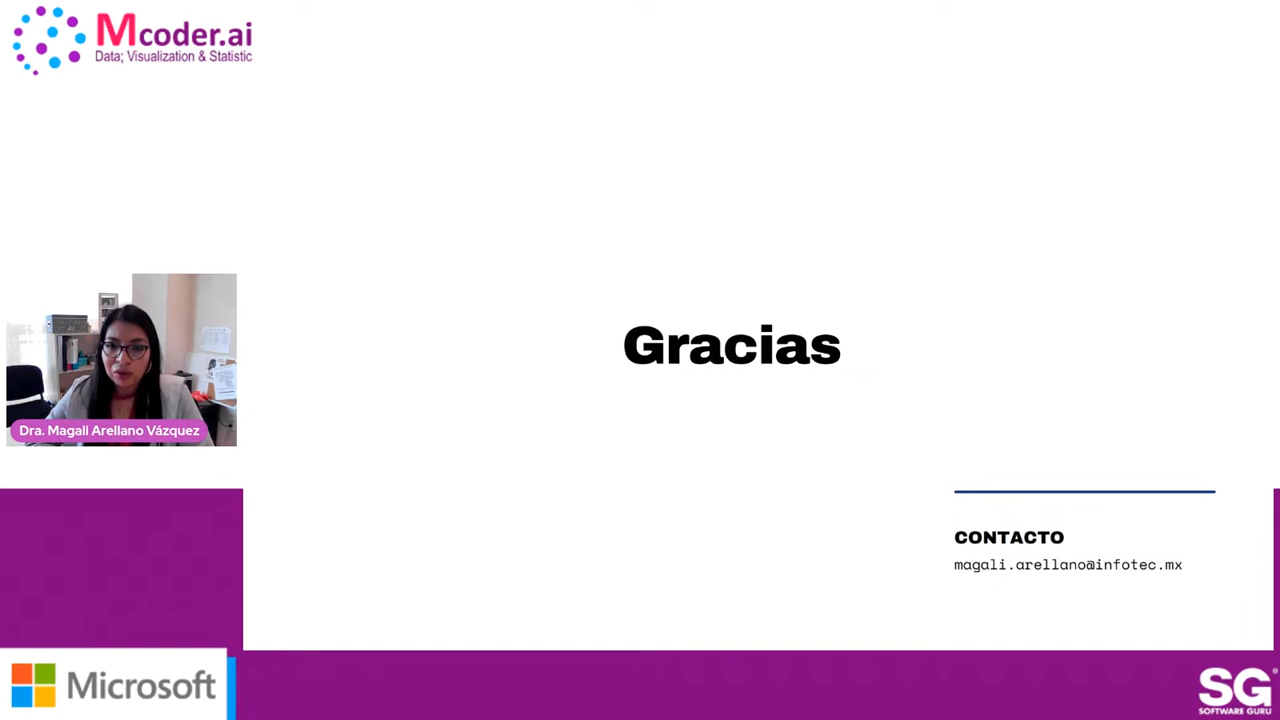 Mcoder.ai
Data; Visualization & Statistic
Gracias
Dra. Magali Arellano Vázquez
CONTACTO
magali.arellano@infotec.mx
Microsoft
SG
SOFTWARE GURU